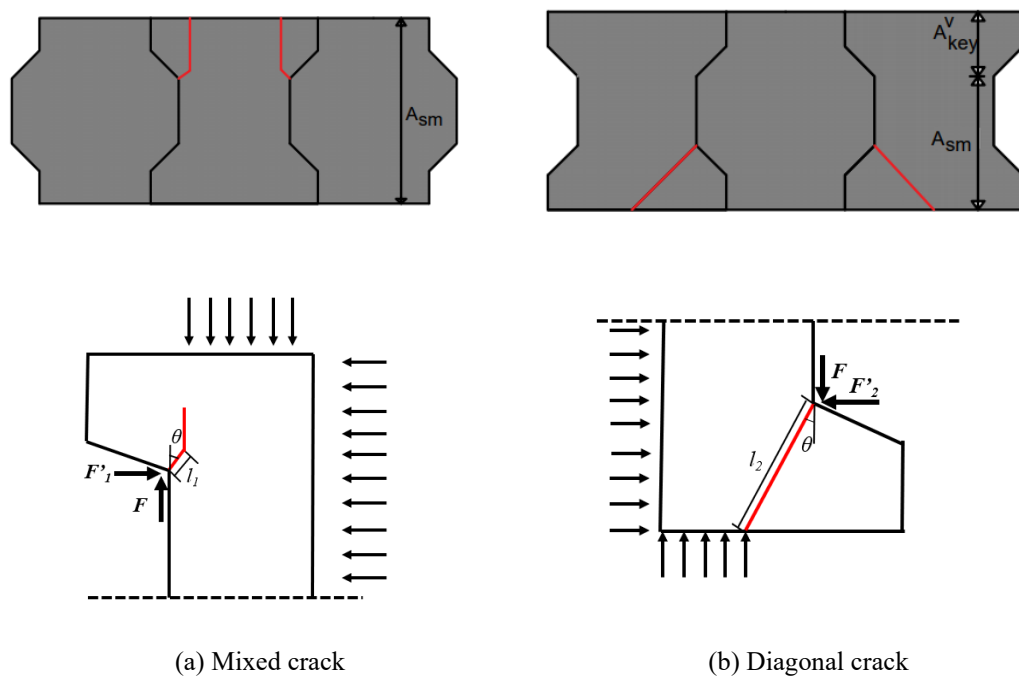 A_sm
A^v_key
A_sm
θ
l_1
F'_1
F
F
F'_2
l_2
θ
(a) Mixed crack
(b) Diagonal crack